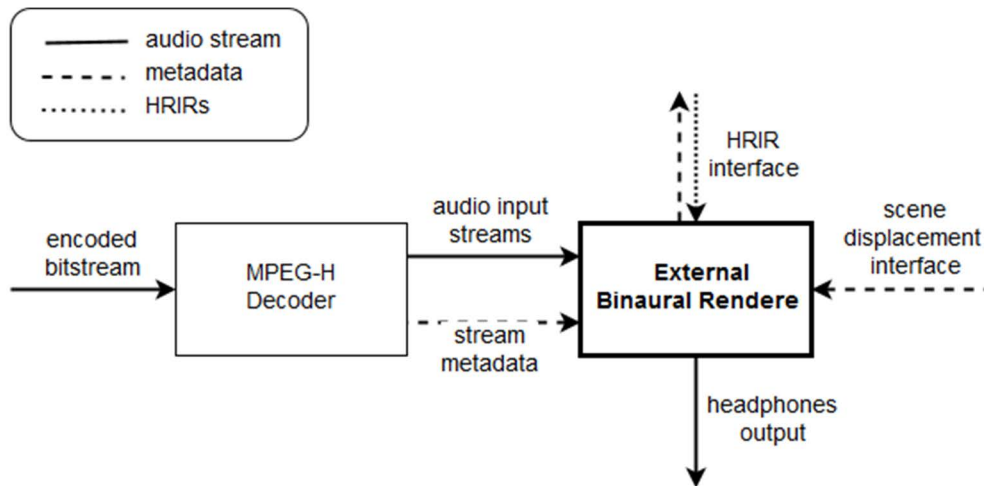 audio stream
metadata
HRIRs
HRIR
interface
audio input
streams
scene
displacement
interface
encoded
bitstream
MPEG-H
Decoder
External
Binaural Rendere
stream
metadata
headphones
output